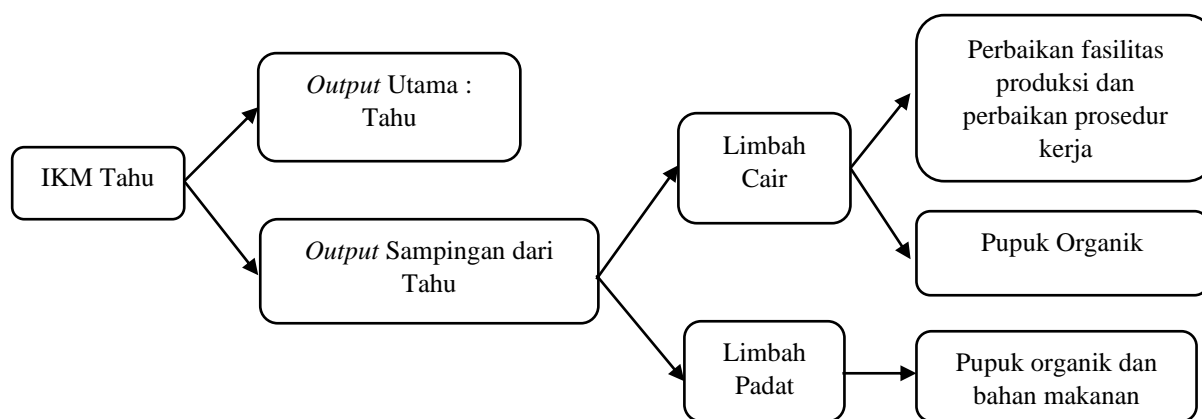 IKM Tahu
Output Utama :
Tahu
Output Sampingan dari
Tahu
Limbah
Cair
Limbah
Padat
Perbaikan fasilitas
produksi dan
perbaikan prosedur
kerja
Pupuk Organik
Pupuk organik dan
bahan makanan